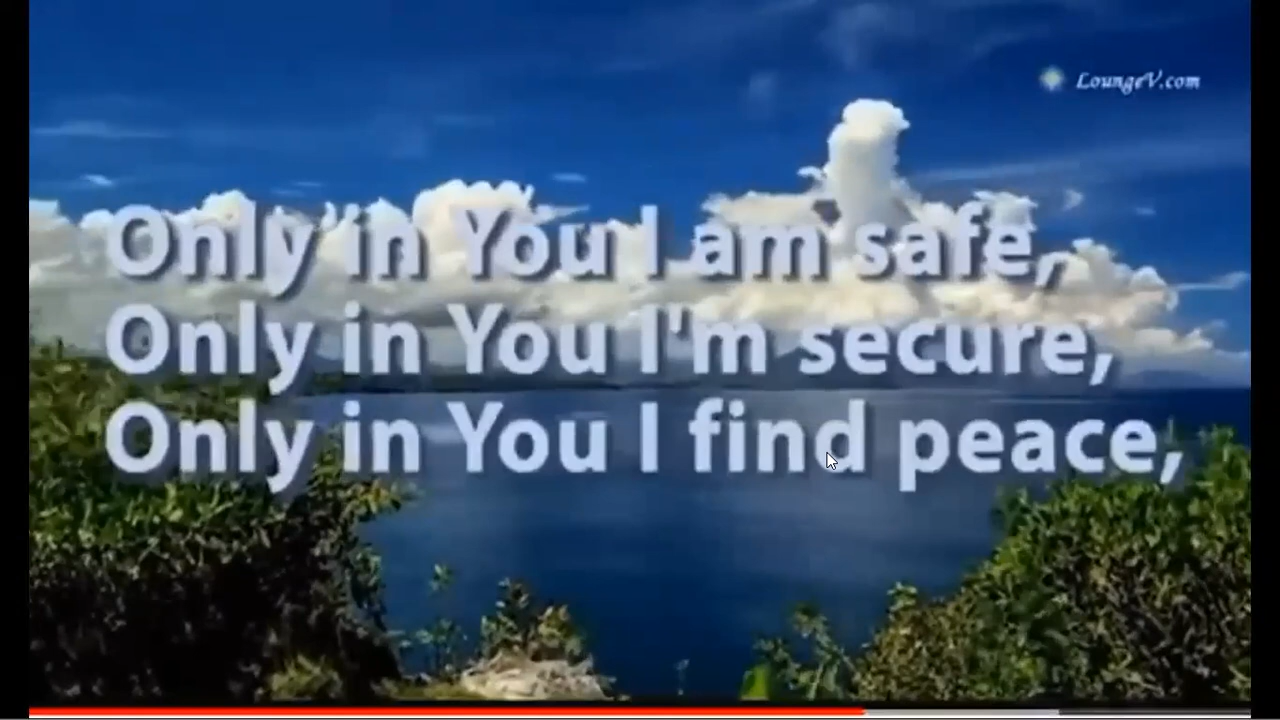 LoungeV.com
Only in You I am safe,
Only in You I'm secure,
Only in You I find peace,